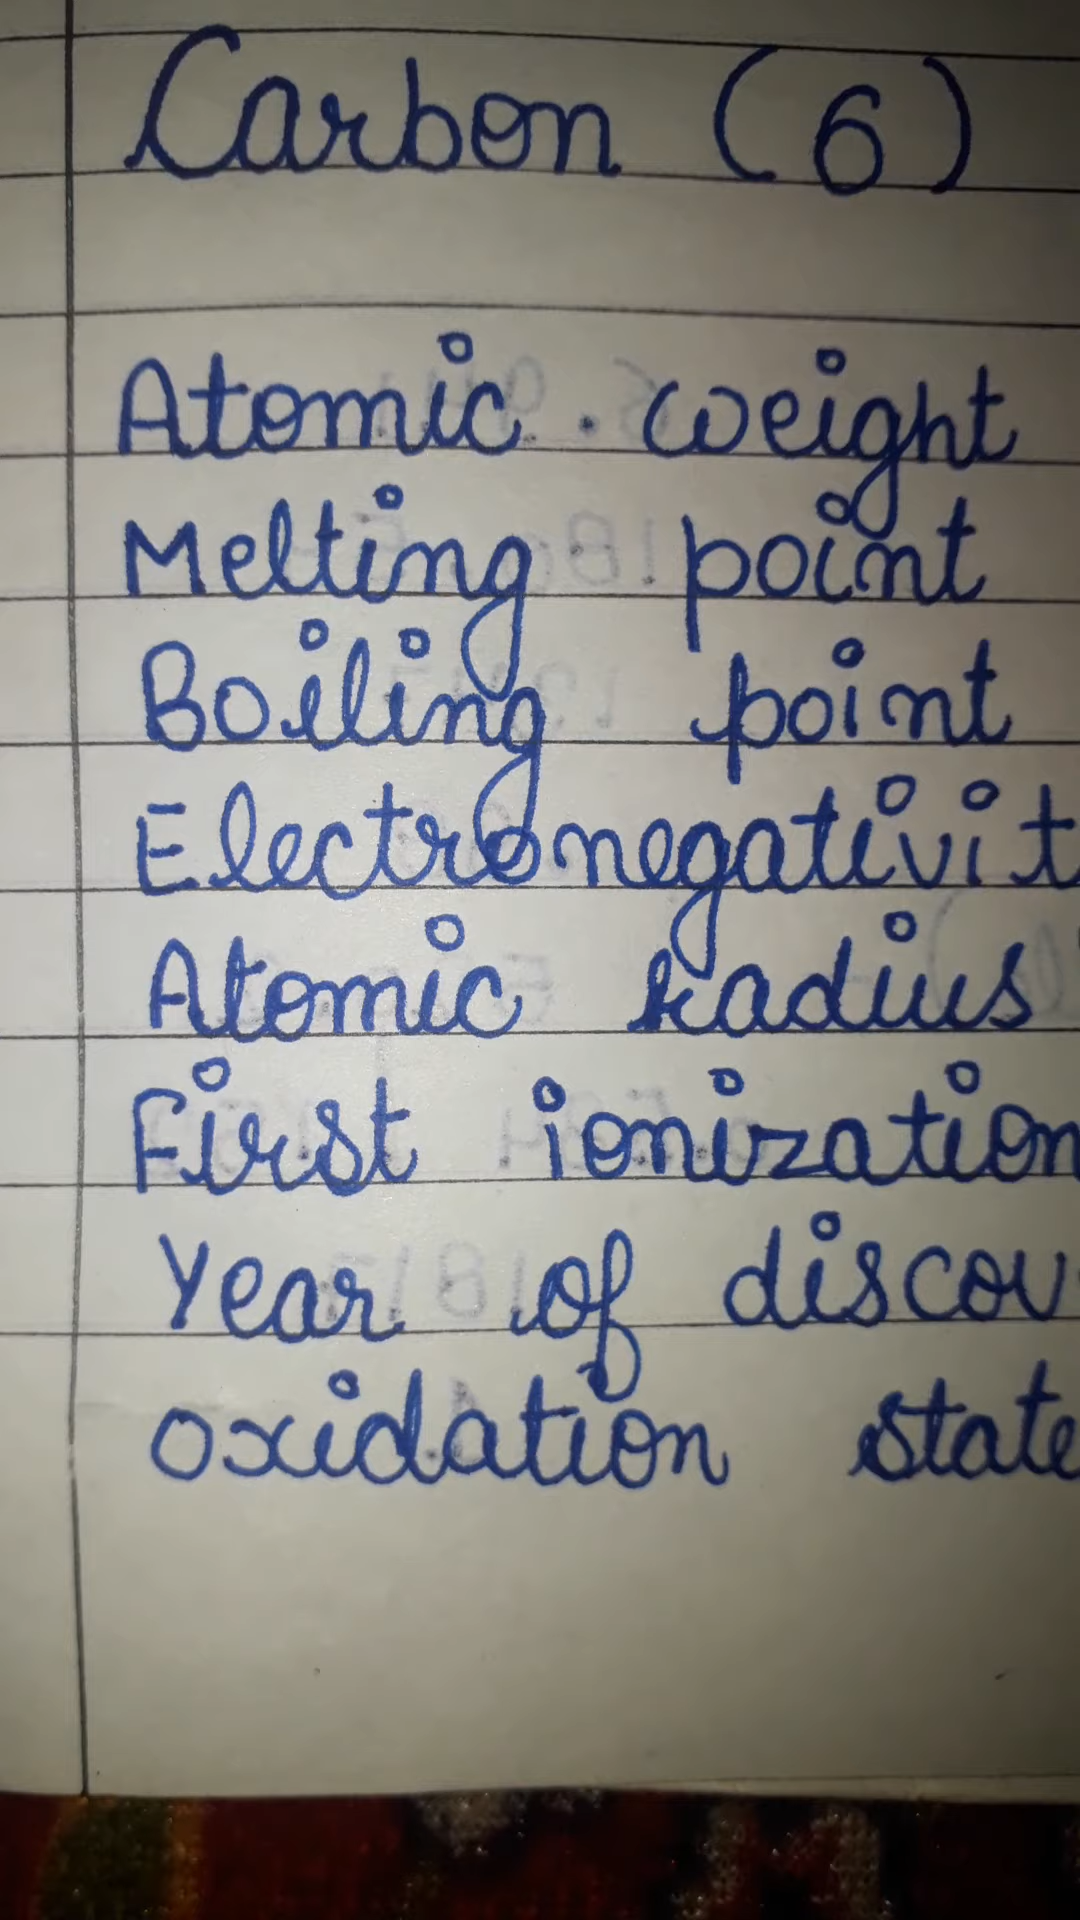 Carbon (6)
Atomic . weight
Melting point
Boiling point
Electronegativit
Atomic radius
First ionization
Year of discov
oxidation state